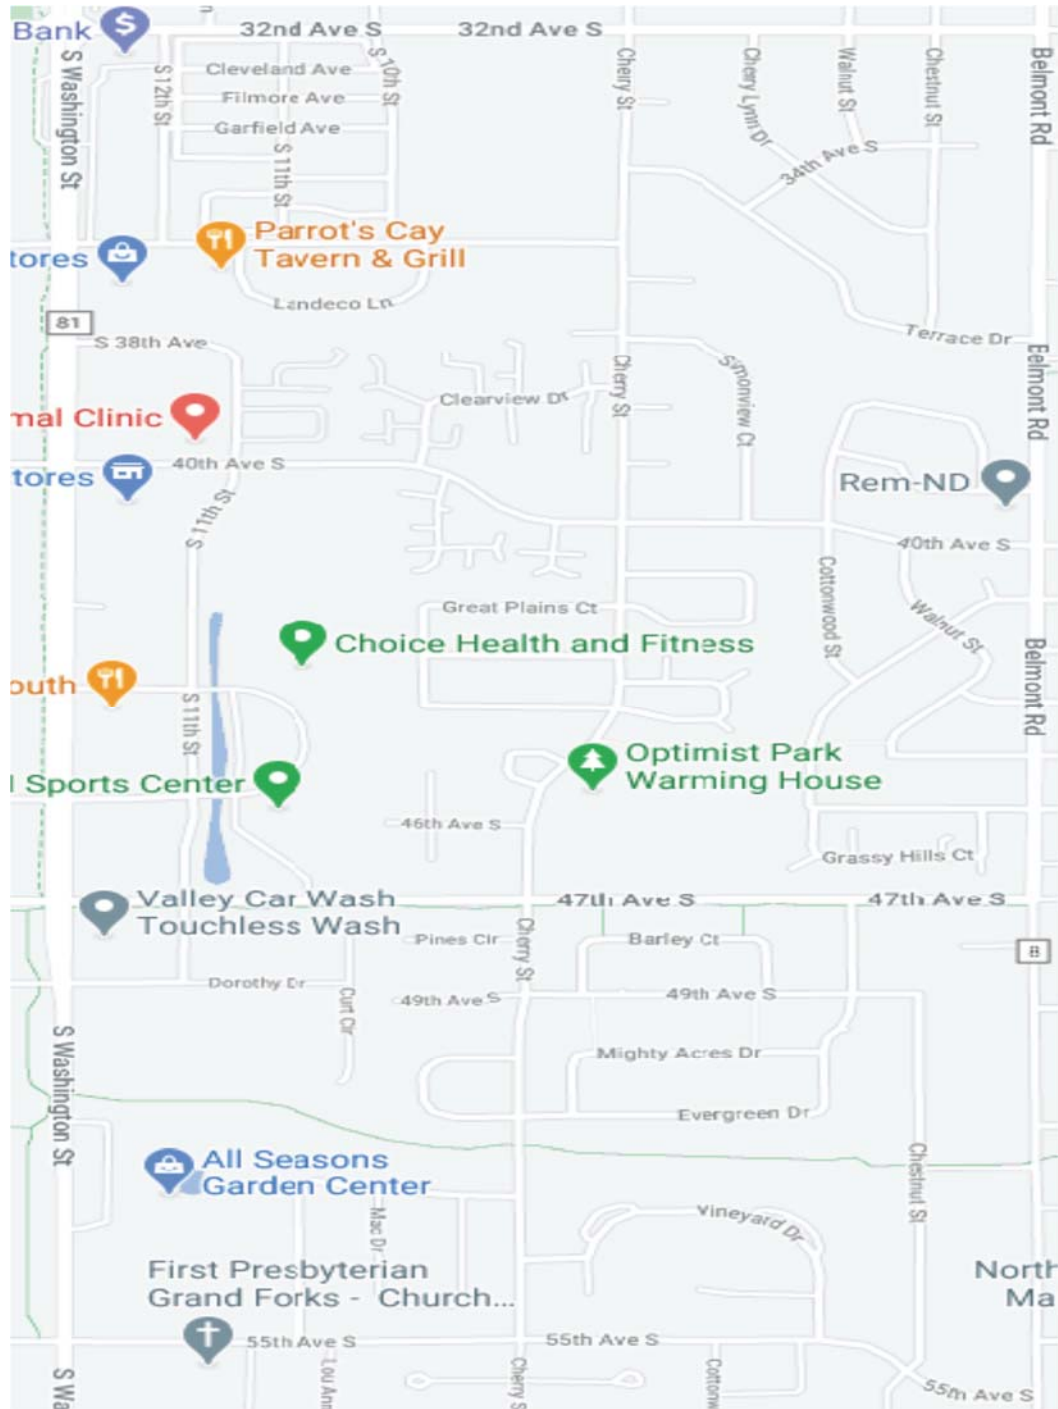 Bank
32nd Ave S
32nd Ave S
S Washington St
S 12th St
Cleveland Ave
S 10th St
Cherry St
Cherry Lynn Dr
Walnut St
Chestnut St
Belmont Rd
Filmore Ave
Garfield Ave
S 11th St
34th Ave S
Parrot's Cay
Tavern & Grill
tores
Landeco Ln
81
S 38th Ave
Terrace Dr
Belmont Rd
Cherry St
Simonview Ct
Clearview Dr
mal Clinic
40th Ave S
tores
Rem-ND
S 11th St
40th Ave S
Cottonwood St
Great Plains Ct
Walnut St
Choice Health and Fitness
Belmont Rd
outh
S 11th St
Optimist Park
Warming House
l Sports Center
46th Ave S
Grassy Hills Ct
Valley Car Wash
Touchless Wash
47th Ave S
47th Ave S
Pines Cir
Cherry St
Barley Ct
8
Dorothy Dr
Curt Cir
49th Ave S
49th Ave S
S Washington St
Mighty Acres Dr
Evergreen Dr
All Seasons
Garden Center
Chestnut St
Mac Dr
Vineyard Dr
First Presbyterian
Grand Forks - Church...
North
Ma
55th Ave S
55th Ave S
S Wa
Lou Ann
Cherry S
Cottonw
55th Ave S